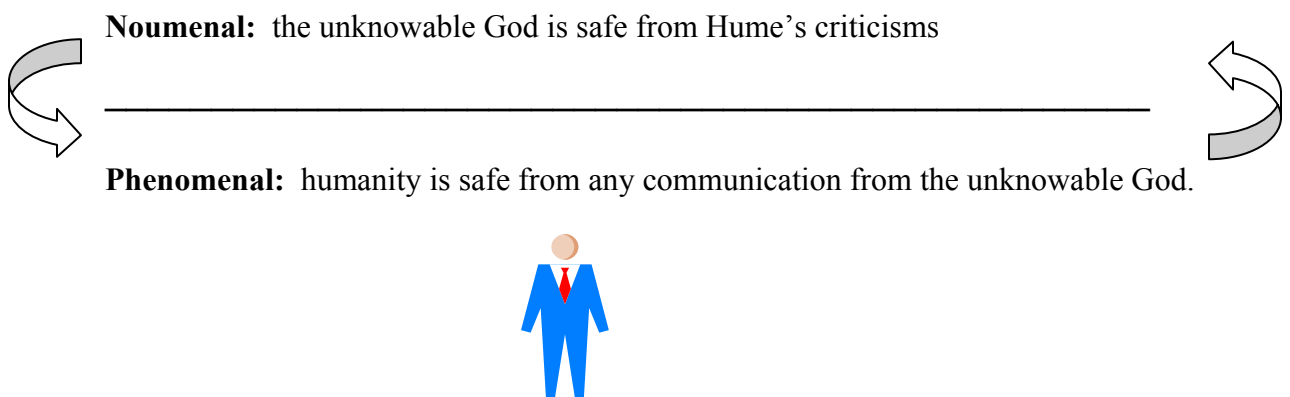 Noumenal: the unknowable God is safe from Hume’s criticisms
Phenomenal: humanity is safe from any communication from the unknowable God.